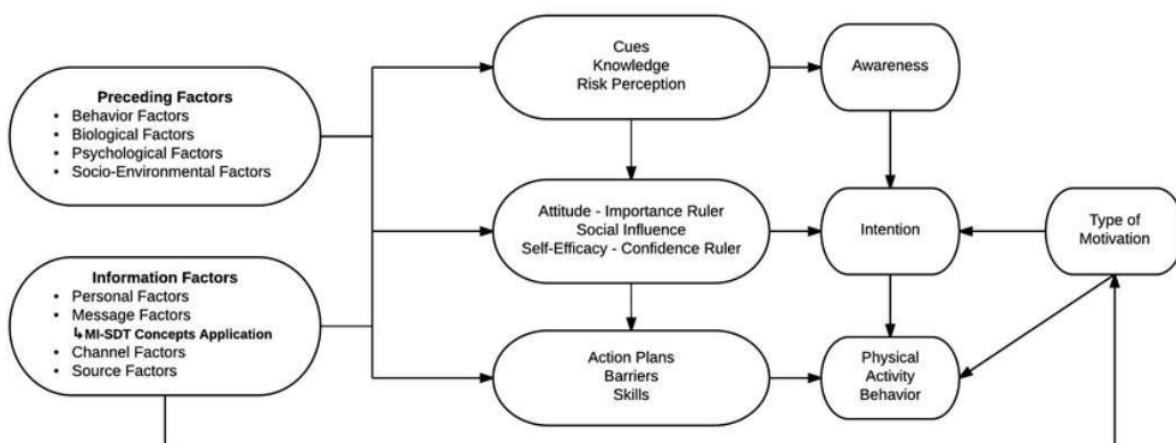 Preceding Factors
• Behavior Factors
• Biological Factors
• Psychological Factors
• Socio-Environmental Factors
Information Factors
• Personal Factors
• Message Factors
↳MI-SDT Concepts Application
• Channel Factors
• Source Factors
Cues
Knowledge
Risk Perception
Attitude - Importance Ruler
Social Influence
Self-Efficacy - Confidence Ruler
Action Plans
Barriers
Skills
Awareness
Intention
Physical
Activity
Behavior
Type of
Motivation